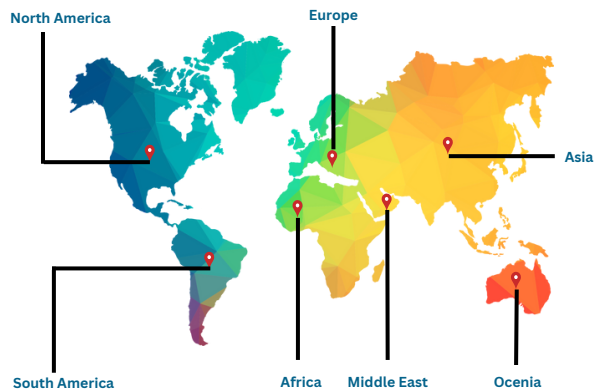 North America
Europe
Asia
South America
Africa
Middle East
Ocenia